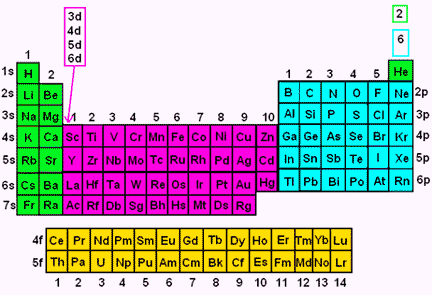 3d
4d
5d
6d
2
6
1
2
1 2 3 4 5
1s H He
2s Li Be B C N O F Ne 2p
3s Na Mg 1 2 3 4 5 6 7 8 9 10 Al Si P S Cl Ar 3p
4s K Ca Sc Ti V Cr Mn Fe Co Ni Cu Zn Ga Ge As Se Br Kr 4p
5s Rb Sr Y Zr Nb Mo Tc Ru Rh Pd Ag Cd In Sn Sb Te I Xe 5p
6s Cs Ba La Hf Ta W Re Os Ir Pt Au Hg Tl Pb Bi Po At Rn 6p
7s Fr Ra Ac Rf Db Sg Bh Hs Mt Ds Rg
4f Ce Pr Nd Pm Sm Eu Gd Tb Dy Ho Er Tm Yb Lu
5f Th Pa U Np Pu Am Cm Bk Cf Es Fm Md No Lr
1 2 3 4 5 6 7 8 9 10 11 12 13 14